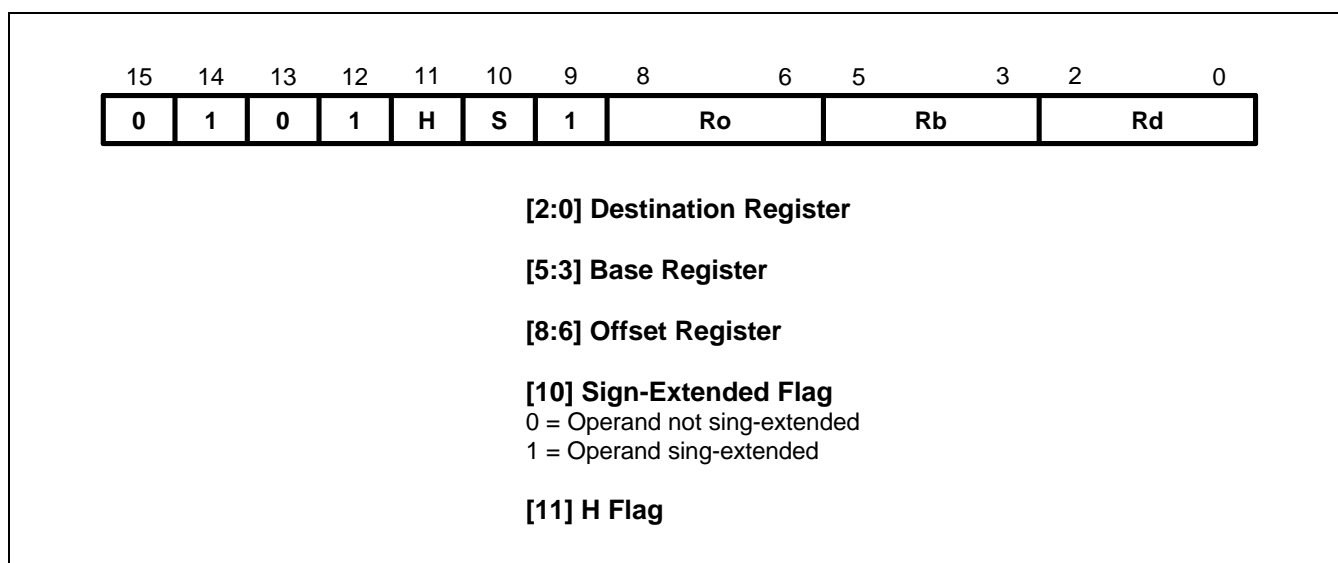 15 14 13 12 11 10 9 8 6 5 3 2 0
0 1 0 1 H S 1 Ro Rb Rd
[2:0] Destination Register
[5:3] Base Register
[8:6] Offset Register
[10] Sign-Extended Flag
0 = Operand not sing-extended
1 = Operand sing-extended
[11] H Flag